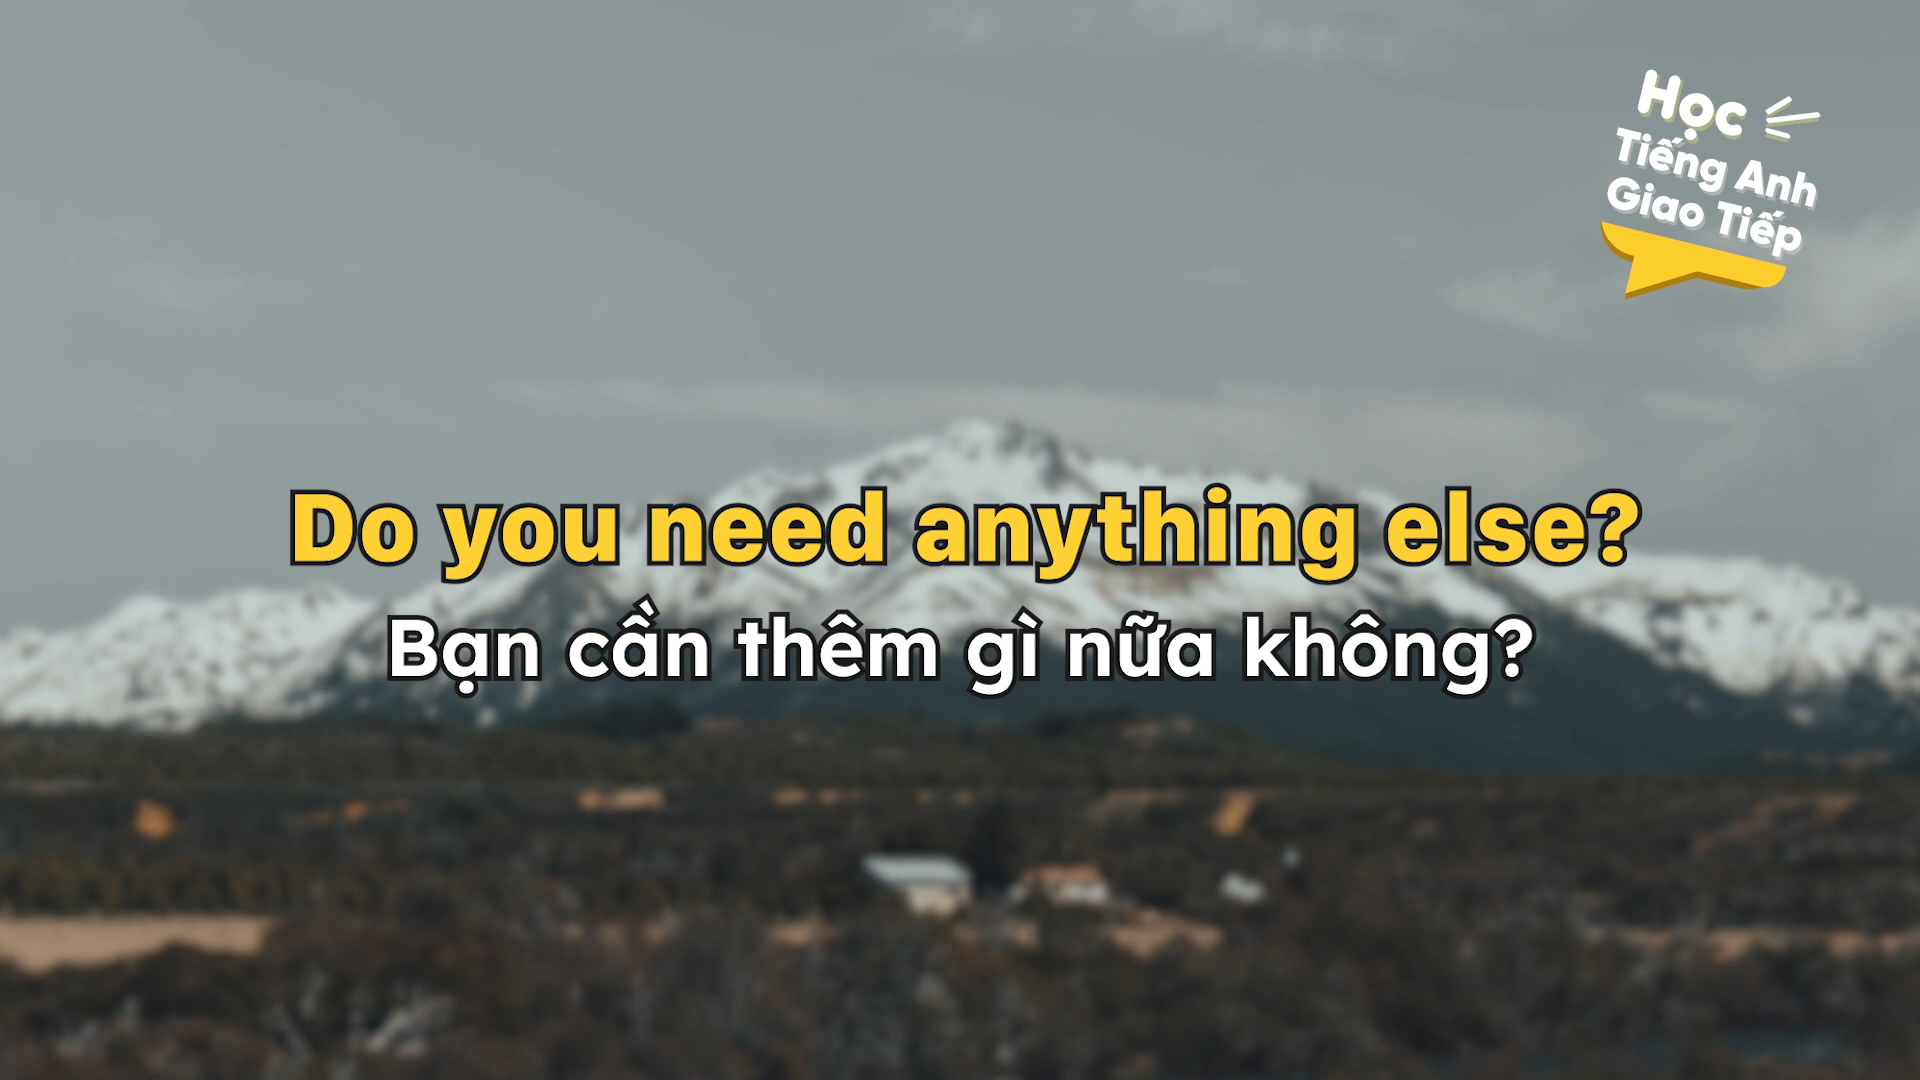 Học
Tiếng Anh
Giao Tiếp
Do you need anything else?
Bạn cần thêm gì nữa không?